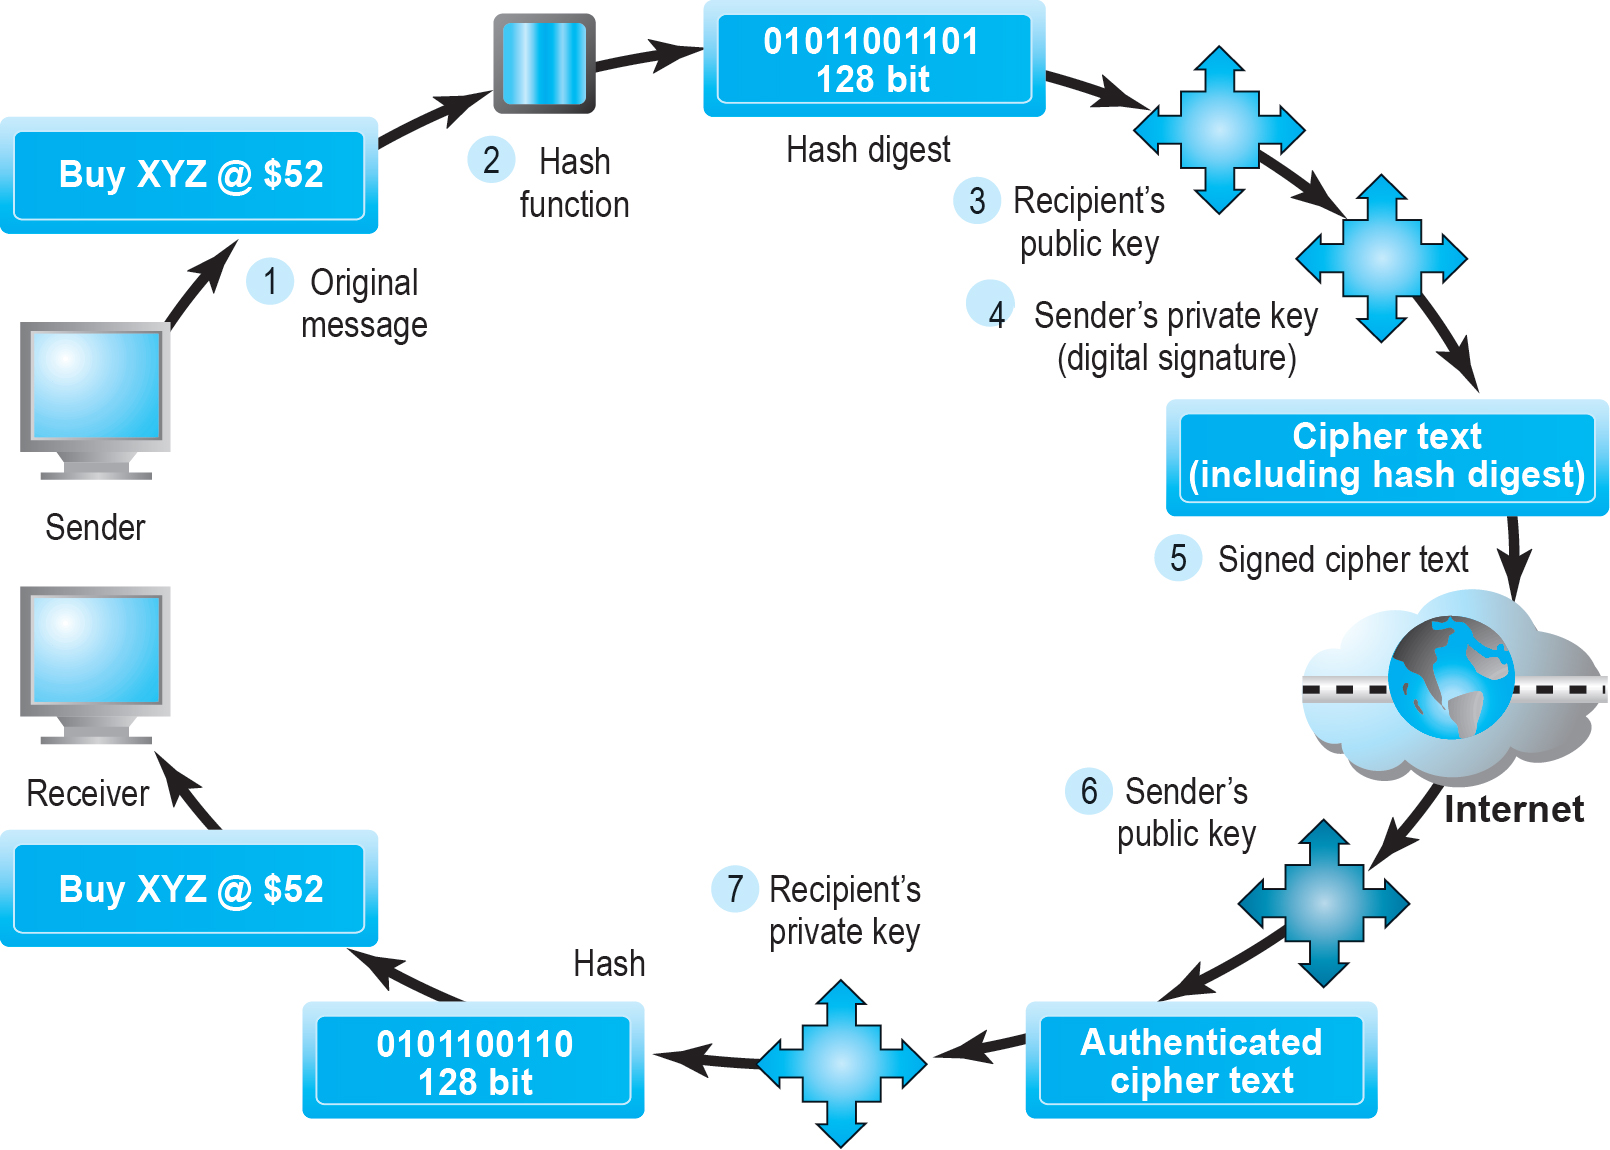 Buy XYZ @ $52
1 Original
message
Sender
2 Hash
function
01011001101
128 bit
Hash digest
3 Recipient’s
public key
4 Sender’s private key
(digital signature)
Cipher text
(including hash digest)
5 Signed cipher text
Internet
6 Sender’s
public key
Authenticated
cipher text
7 Recipient’s
private key
Hash
0101100110
128 bit
Buy XYZ @ $52
Receiver